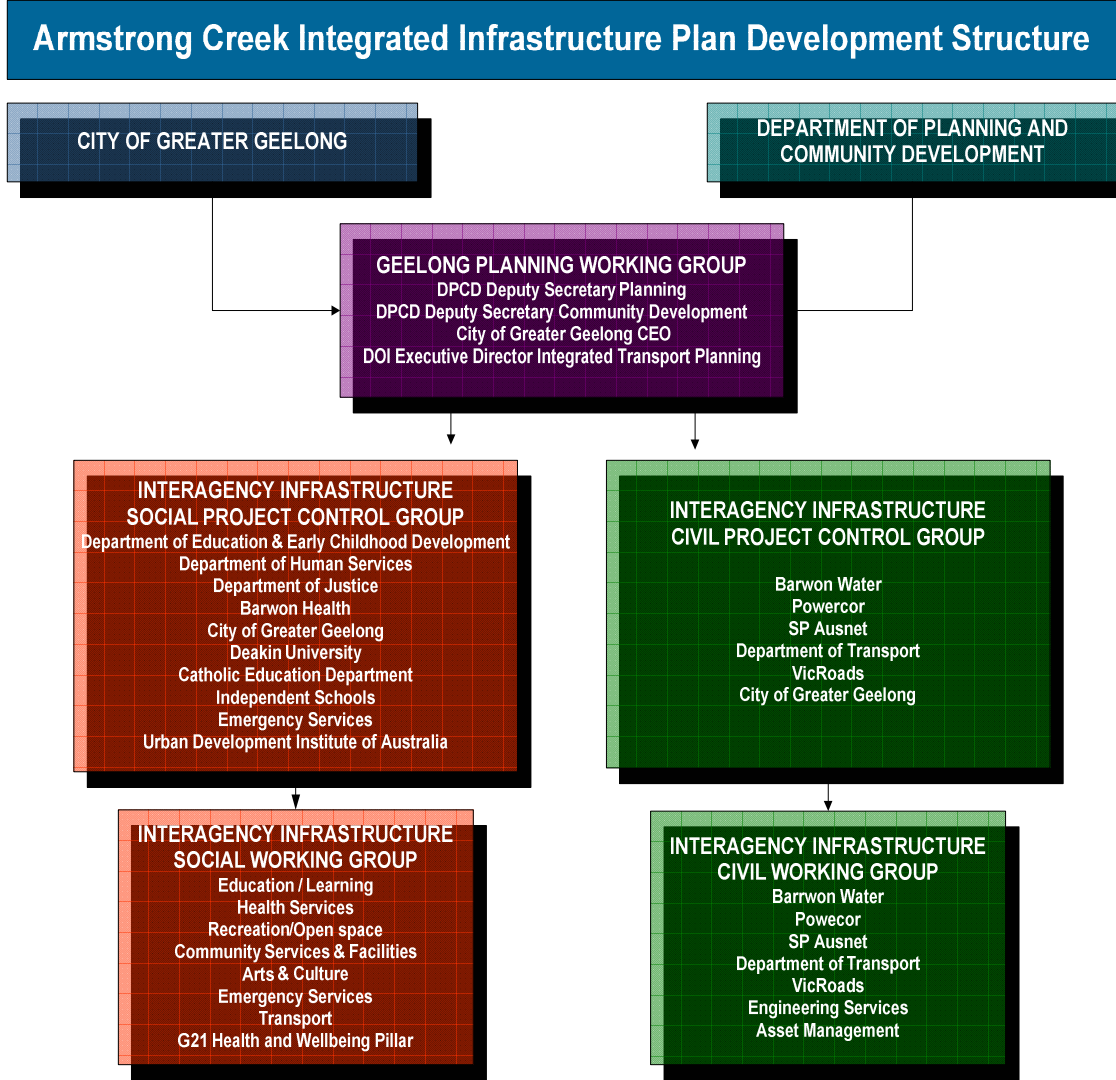 Armstrong Creek Integrated Infrastructure Plan Development Structure
CITY OF GREATER GEELONG
DEPARTMENT OF PLANNING AND
COMMUNITY DEVELOPMENT
GEELONG PLANNING WORKING GROUP
DPCD Deputy Secretary Planning
DPCD Deputy Secretary Community Development
City of Greater Geelong CEO
DOI Executive Director Integrated Transport Planning
INTERAGENCY INFRASTRUCTURE
SOCIAL PROJECT CONTROL GROUP
Department of Education & Early Childhood Development
Department of Human Services
Department of Justice
Barwon Health
City of Greater Geelong
Deakin University
Catholic Education Department
Independent Schools
Emergency Services
Urban Development Institute of Australia
INTERAGENCY INFRASTRUCTURE
CIVIL PROJECT CONTROL GROUP
Barwon Water
Powercor
SP Ausnet
Department of Transport
VicRoads
City of Greater Geelong
INTERAGENCY INFRASTRUCTURE
SOCIAL WORKING GROUP
Education / Learning
Health Services
Recreation/Open space
Community Services & Facilities
Arts & Culture
Emergency Services
Transport
G21 Health and Wellbeing Pillar
INTERAGENCY INFRASTRUCTURE
CIVIL WORKING GROUP
Barrwon Water
Powecor
SP Ausnet
Department of Transport
VicRoads
Engineering Services
Asset Management